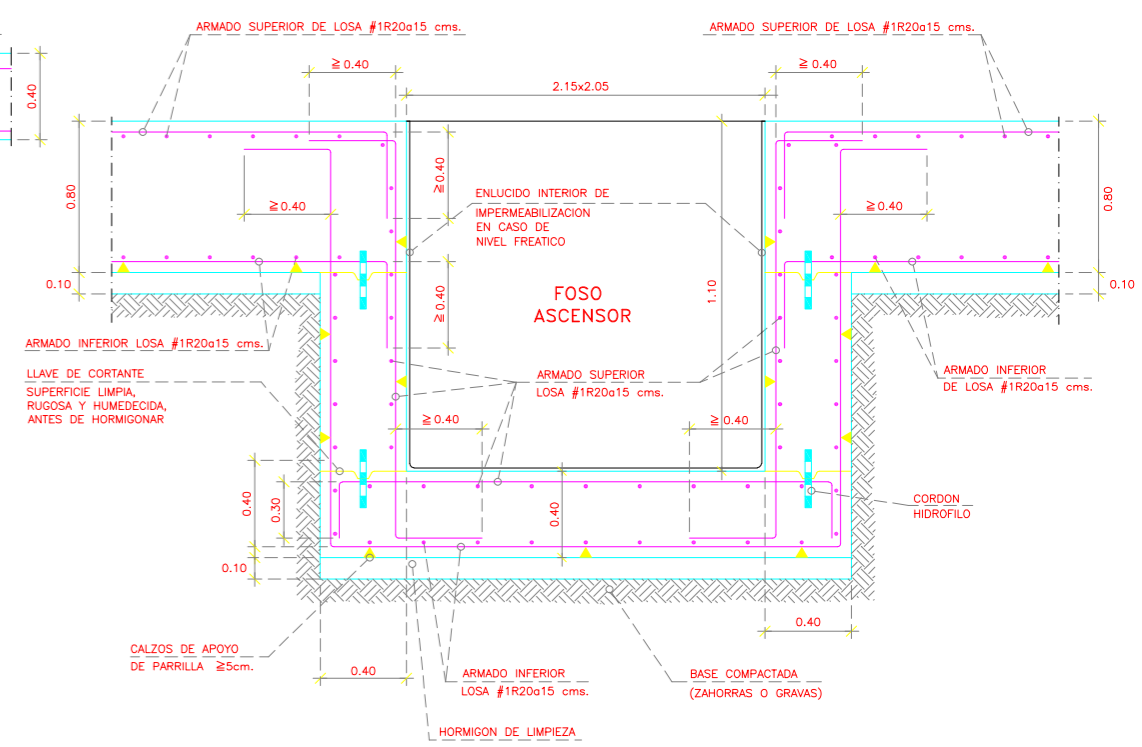 ARMADO SUPERIOR DE LOSA #1R20a15 cms.
ARMADO SUPERIOR DE LOSA #1R20a15 cms.
≧ 0.40
≧ 0.40
2.15x2.05
0.40
0.80
≧ 0.40
ENLUCIDO INTERIOR DE
IMPERMEABILIZACION
EN CASO DE
NIVEL FREATICO
≧ 0.40
≧ 0.40
0.80
0.10
0.10
1.10
FOSO
ASCENSOR
≧ 0.40
ARMADO INFERIOR LOSA #1R20a15 cms.
LLAVE DE CORTANTE
SUPERFICIE LIMPIA,
RUGOSA Y HUMEDECIDA,
ANTES DE HORMIGONAR
ARMADO SUPERIOR
LOSA #1R20a15 cms.
ARMADO INFERIOR
DE LOSA #1R20a15 cms.
≧ 0.40
≧ 0.40
0.40
0.30
0.40
CORDON
HIDROFILO
0.10
0.40
CALZOS DE APOYO
DE PARRILLA ≧5cm.
0.40
ARMADO INFERIOR
LOSA #1R20a15 cms.
BASE COMPACTADA
(ZAHORRAS O GRAVAS)
HORMIGON DE LIMPIEZA